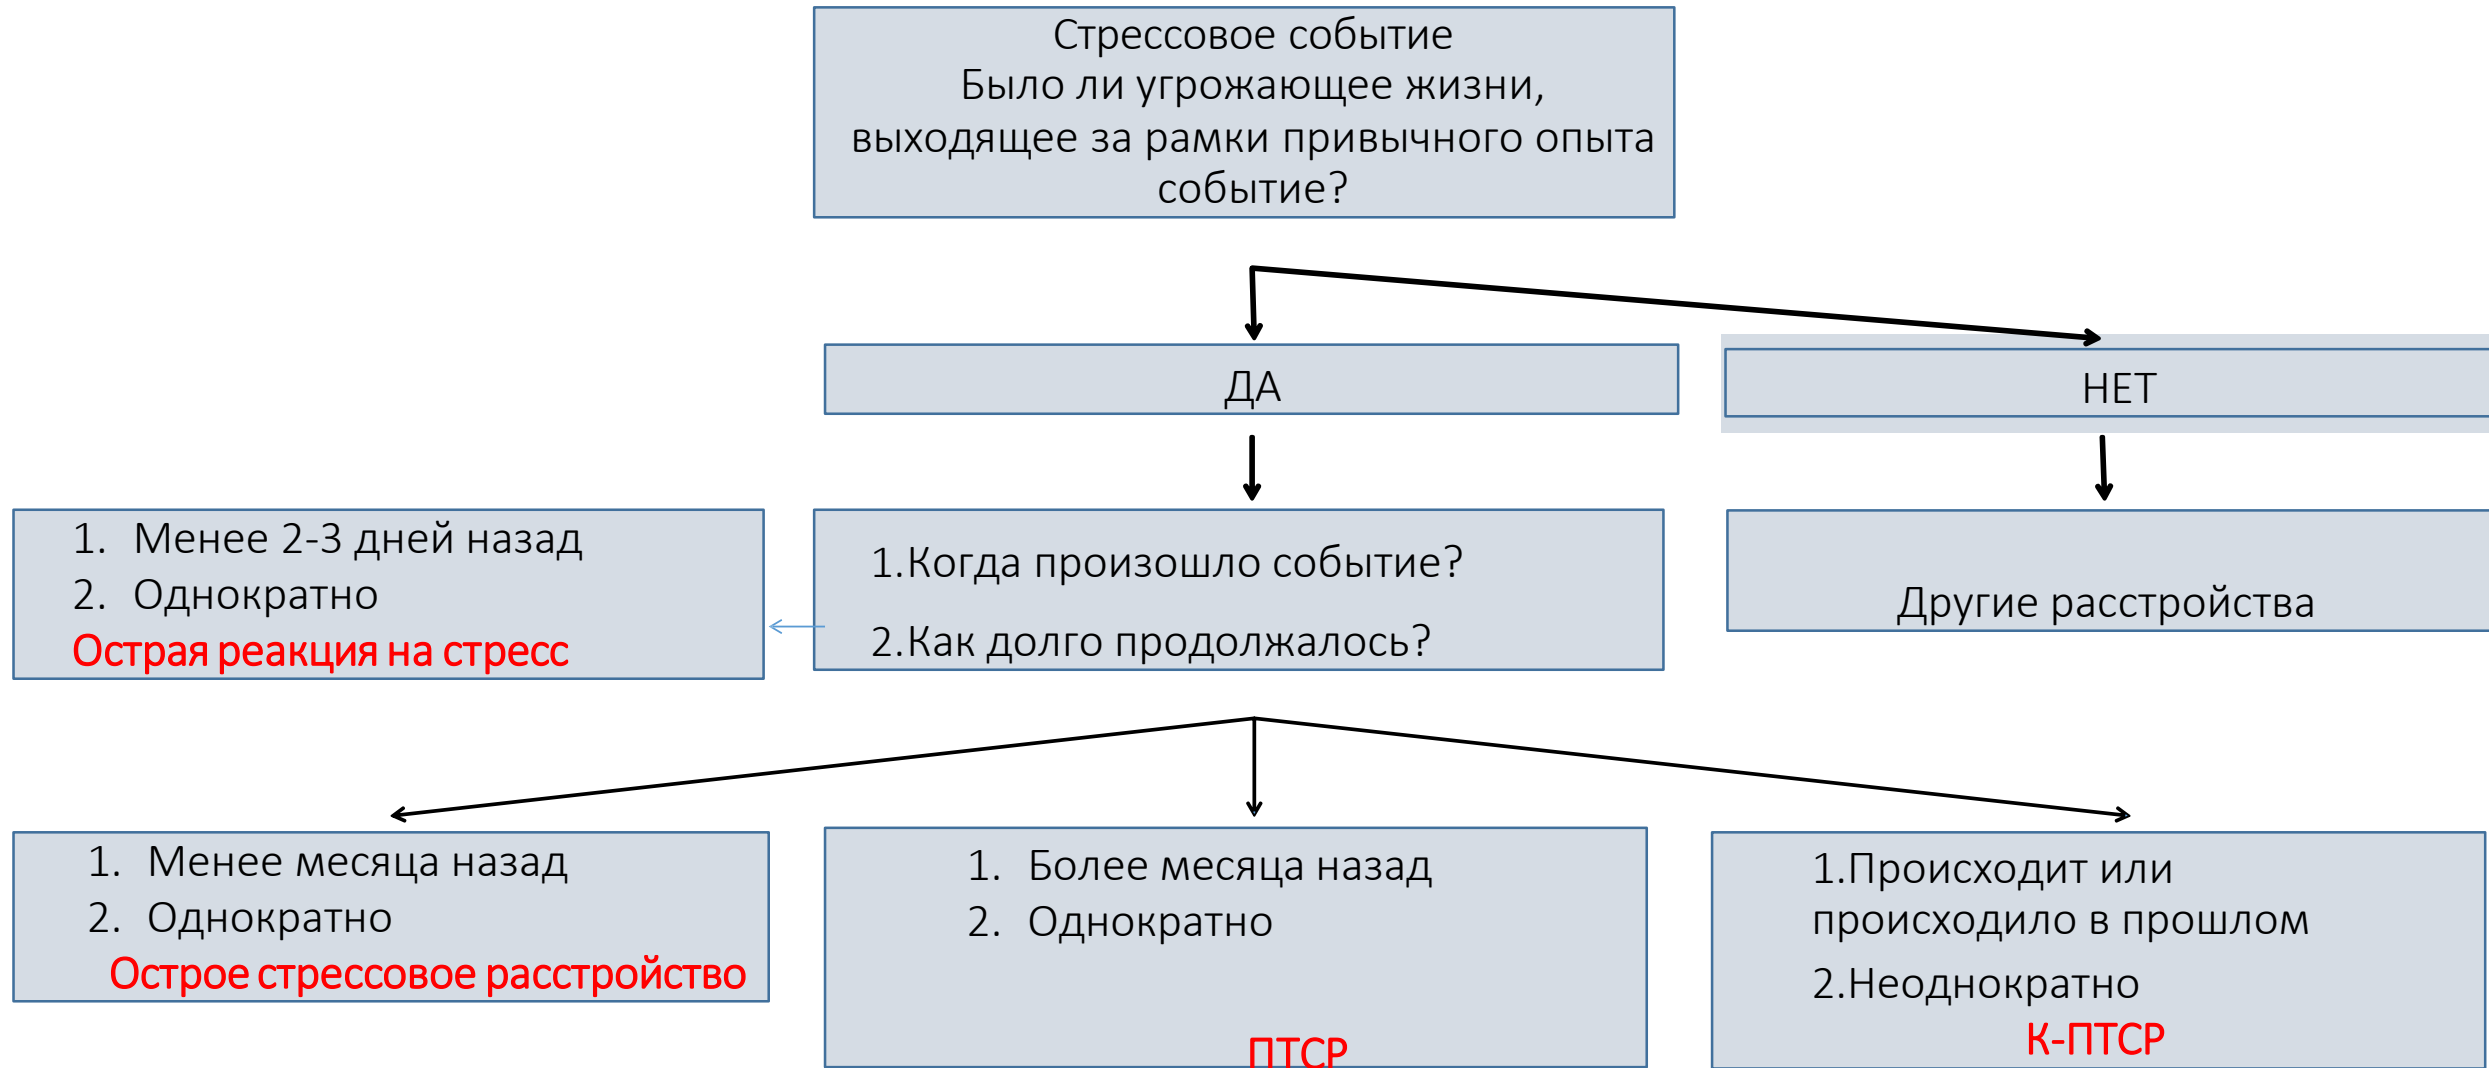 Стрессовое событие
Было ли угрожающее жизни,
выходящее за рамки привычного опыта
событие?
ДА
НЕТ
1. Менее 2-3 дней назад
2. Однократно
Острая реакция на стресс
1.Когда произошло событие?
2.Как долго продолжалось?
Другие расстройства
1. Менее месяца назад
2. Однократно
Острое стрессовое расстройство
1. Более месяца назад
2. Однократно
ПТСР
1.Происходит или
происходило в прошлом
2.Неоднократно
К-ПТСР